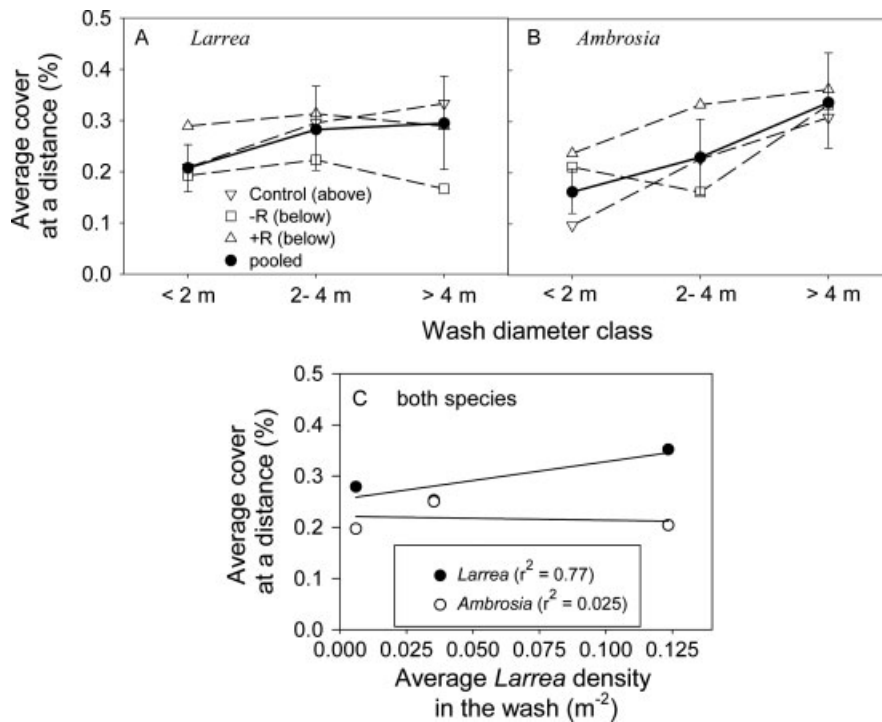 Average cover
at a distance (%)
0.5
0.4
0.3
0.2
0.1
0.0
A Larrea
Control (above)
-R (below)
+R (below)
pooled
< 2 m 2- 4 m > 4 m
B Ambrosia
< 2 m 2- 4 m > 4 m
Wash diameter class
Average cover
at a distance (%)
0.5
0.4
0.3
0.2
0.1
0.0
C both species
Larrea (r² = 0.77)
Ambrosia (r² = 0.025)
0.000 0.025 0.050 0.075 0.100 0.125
Average Larrea density
in the wash (m⁻²)